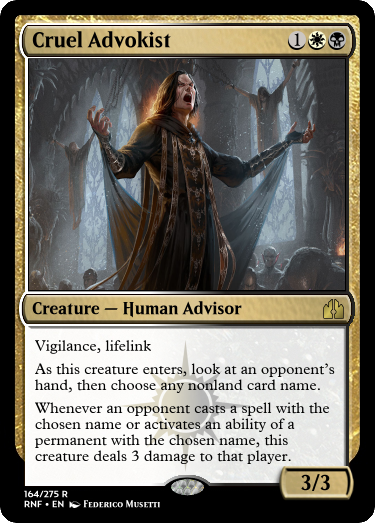 Cruel Advokist 1
Creature — Human Advisor
Vigilance, lifelink
As this creature enters, look at an opponent's
hand, then choose any nonland card name.
Whenever an opponent casts a spell with the
chosen name or activates an ability of a
permanent with the chosen name, this
creature deals 3 damage to that player.
3/3
164/275 R
RNF • EN Federico Musetti